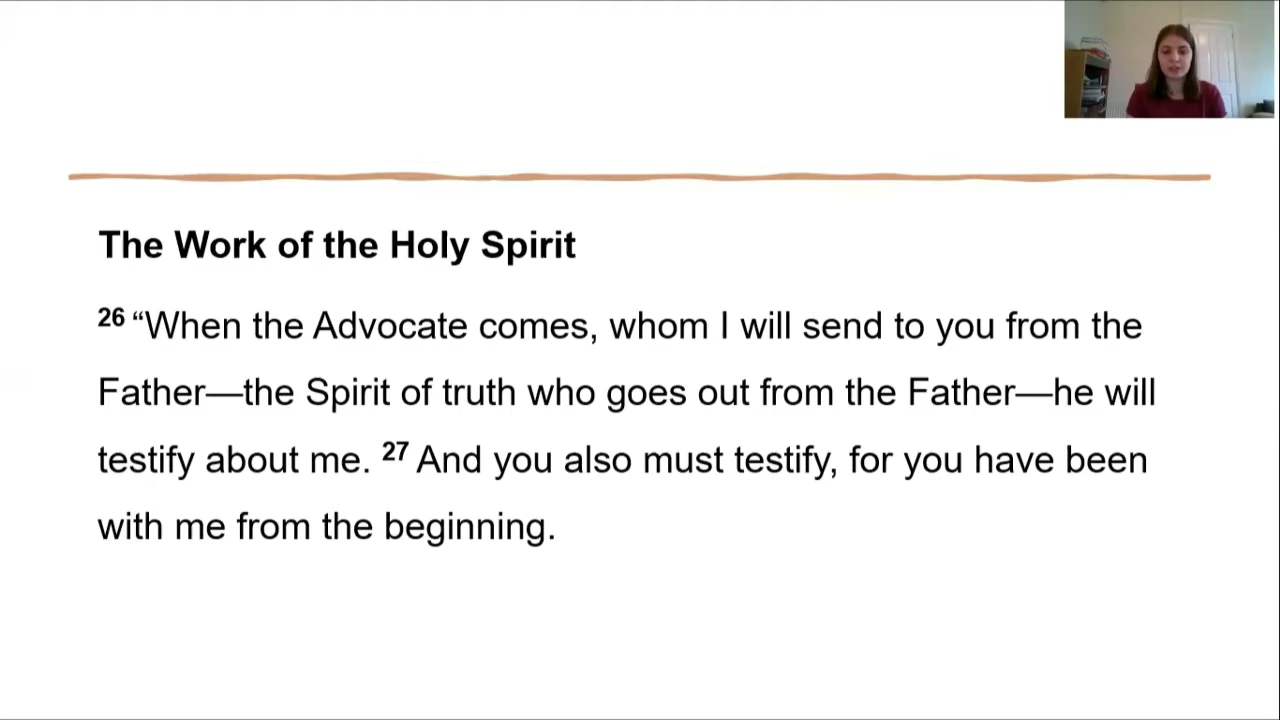 The Work of the Holy Spirit
26 “When the Advocate comes, whom I will send to you from the
Father—the Spirit of truth who goes out from the Father—he will
testify about me. 27 And you also must testify, for you have been
with me from the beginning.